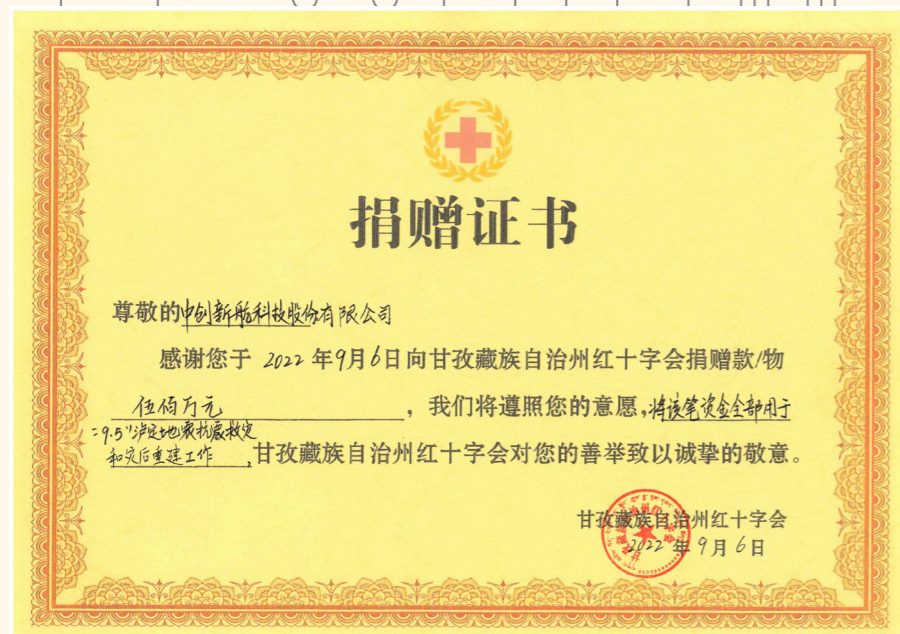 捐赠证书
尊敬的中创新航科技股份有限公司
感谢您于 2022 年9月6日向甘孜藏族自治州红十字会捐赠款/物
伍佰万元，我们将遵照您的意愿，将该笔资金全部用于
"9.5"泸定地震抗震救灾
和灾后重建工作，甘孜藏族自治州红十字会对您的善举致以诚挚的敬意。
甘孜藏族自治州红十字会
2022 年9月6日